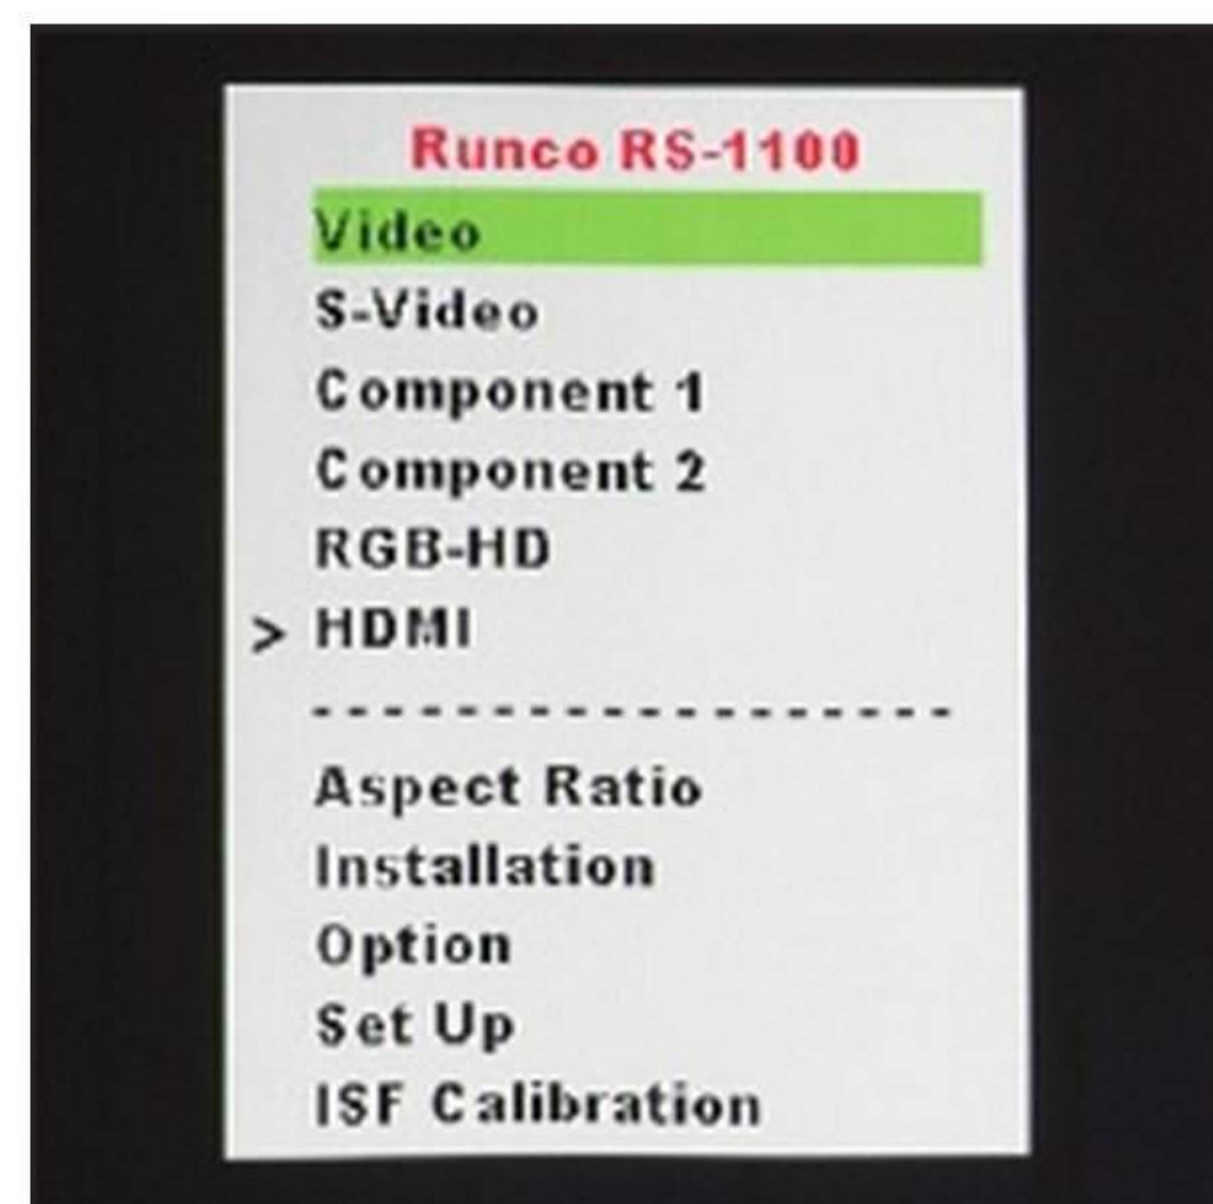 Runco RS-1100
Video
S-Video
Component 1
Component 2
RGB-HD
> HDMI
- - - - - - - - - - - - - - - - - -
Aspect Ratio
Installation
Option
Set Up
ISF Calibration